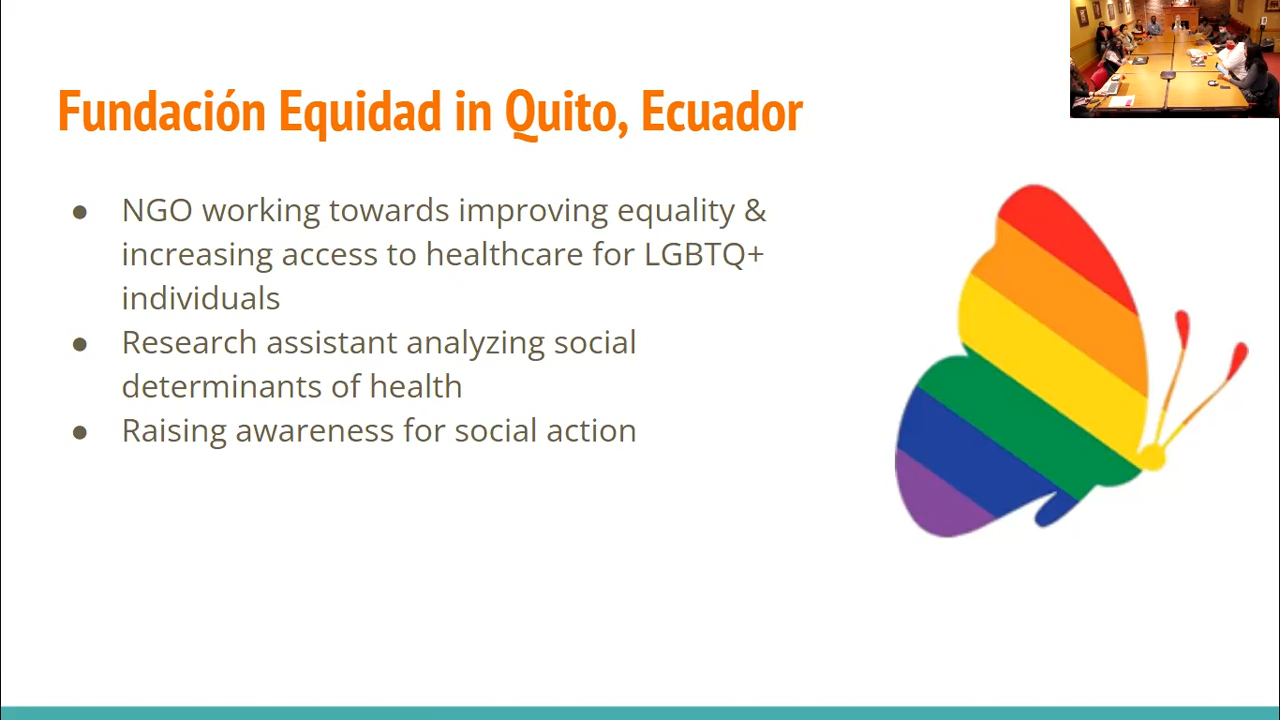 Fundación Equidad in Quito, Ecuador
● NGO working towards improving equality &
increasing access to healthcare for LGBTQ+
individuals
● Research assistant analyzing social
determinants of health
● Raising awareness for social action